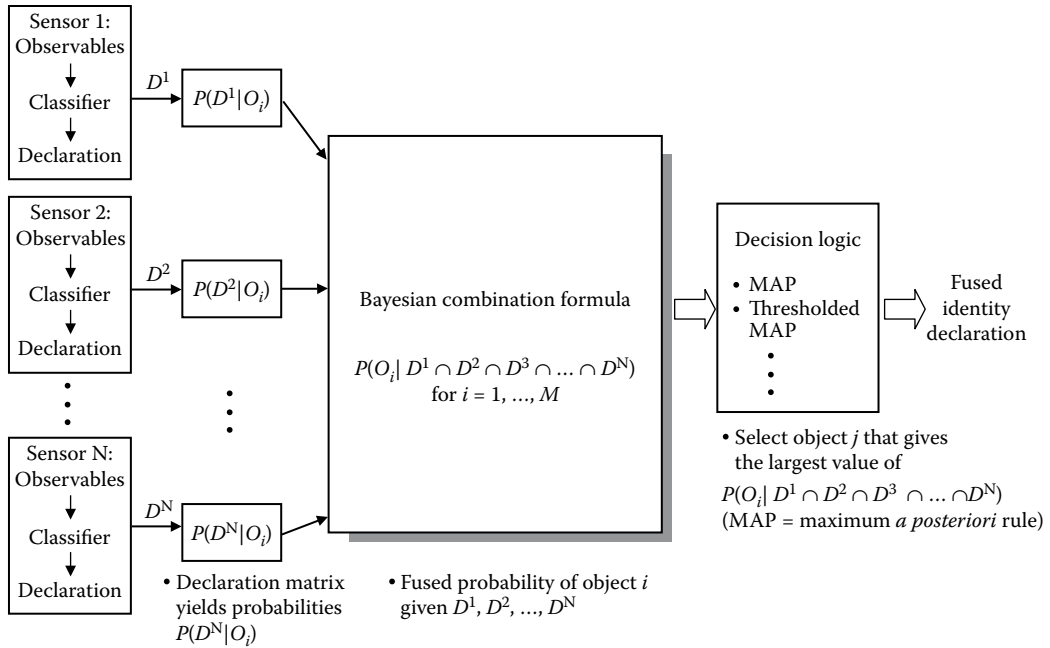 Sensor 1:
Observables
Classifier
Declaration
D¹
P(D¹|Oᵢ)
Sensor 2:
Observables
Classifier
Declaration
D²
P(D²|Oᵢ)
Sensor N:
Observables
Classifier
Declaration
Dᴺ
P(Dᴺ|Oᵢ)
• Declaration matrix
yields probabilities
P(Dᴺ|Oᵢ)
Bayesian combination formula
P(Oᵢ| D¹ ∩ D² ∩ D³ ∩ ... ∩ Dᴺ)
for i = 1, ..., M
• Fused probability of object i
given D¹, D², ..., Dᴺ
Decision logic
• MAP
• Thresholded
MAP
• Select object j that gives
the largest value of
P(Oᵢ| D¹ ∩ D² ∩ D³ ∩ ... ∩Dᴺ)
(MAP = maximum a posteriori rule)
Fused
identity
declaration